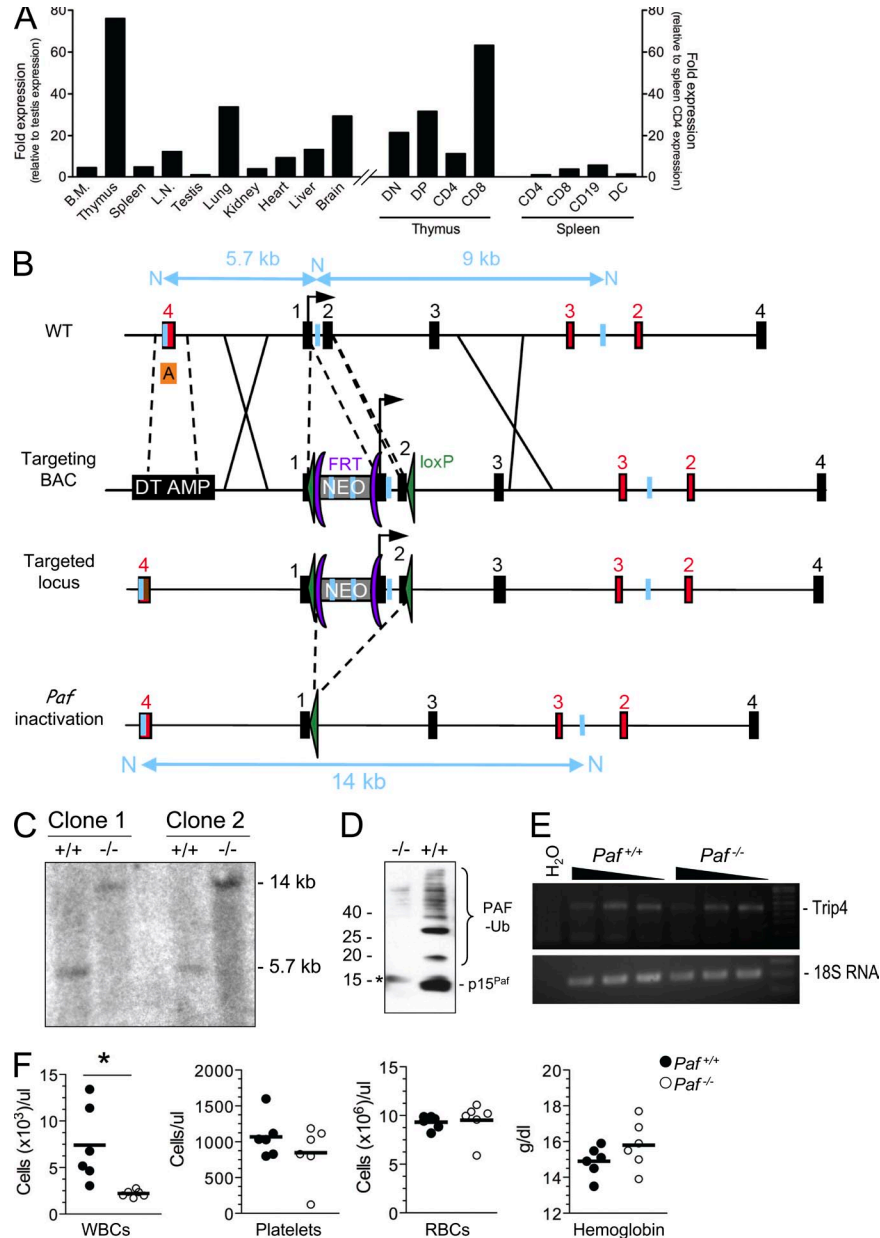 A
Fold expression
(relative to testis expression)
80
60
40
20
0
B.M.
Thymus
Spleen
L.N.
Testis
Lung
Kidney
Heart
Liver
Brain
DN
DP
CD4
CD8
Thymus
CD4
CD8
CD19
DC
Spleen
80
60
40
20
0
Fold expression
(relative to spleen CD4 expression)
B
5.7 kb
9 kb
N
N
N
WT
4
1
2
3
3
2
4
A
Targeting
BAC
DT AMP
1
FRT
NEO
2
loxP
3
3
2
4
Targeted
locus
4
1
NEO
2
3
3
2
4
Paf
inactivation
4
1
3
3
2
4
N
14 kb
N
C
Clone 1
Clone 2
+/+
-/-
+/+
-/-
- 14 kb
- 5.7 kb
D
-/-
+/+
40 -
25 -
20 -
15 -
*
PAF
-Ub
- p15Paf
E
H2O
Paf+/+
Paf-/-
- Trip4
- 18S RNA
F
Cells (x10³)/ul
15
10
5
0
*
WBCs
Cells/ul
2000
1500
1000
500
0
Platelets
Cells (x10⁶)/ul
15
10
5
0
RBCs
g/dl
20
18
16
14
12
Hemoglobin
Paf+/+
Paf-/-